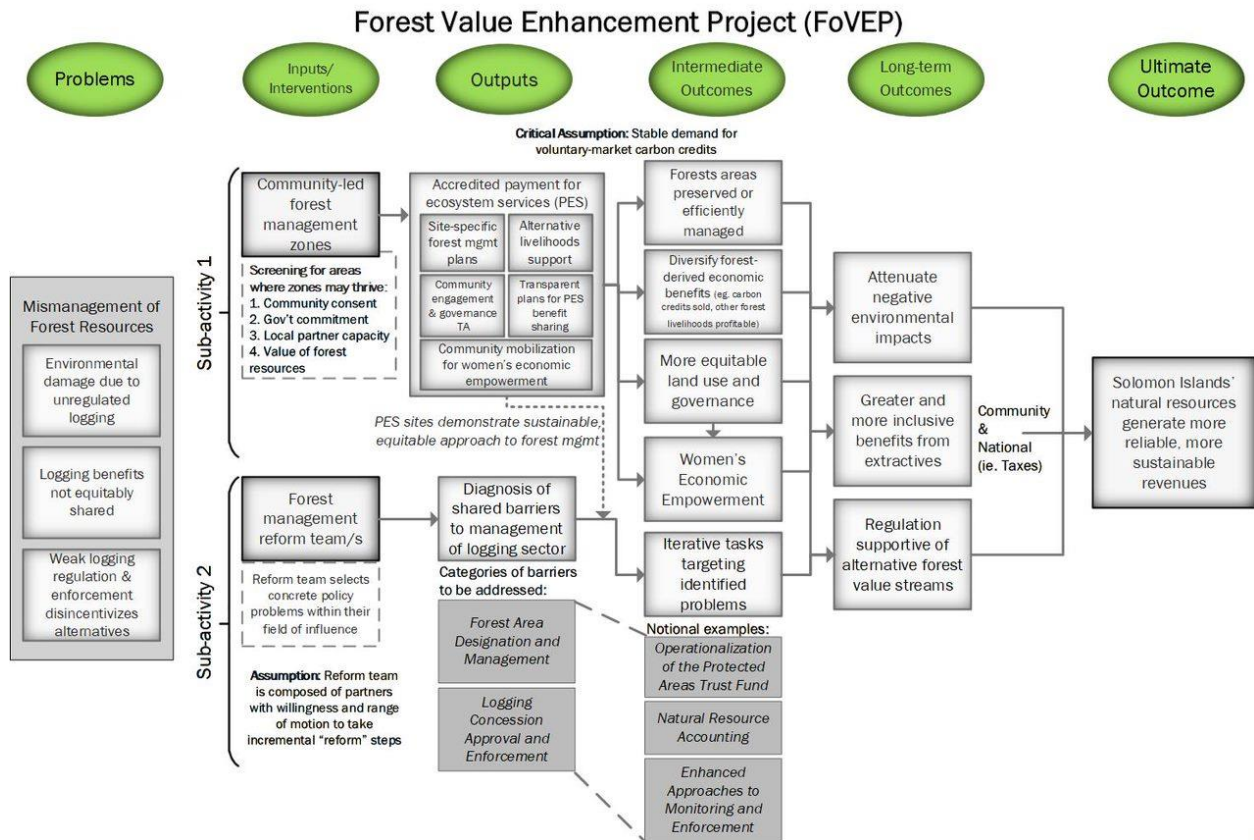 Forest Value Enhancement Project (FoVEP)
Problems
Inputs/
Interventions
Outputs
Intermediate
Outcomes
Long-term
Outcomes
Ultimate
Outcome
Critical Assumption: Stable demand for
voluntary-market carbon credits
Sub-activity 1
Sub-activity 2
Mismanagement of
Forest Resources
Environmental
damage due to
unregulated
logging
Logging benefits
not equitably
shared
Weak logging
regulation &
enforcement
disincentivizes
alternatives
Community-led
forest
management
zones
Screening for areas
where zones may thrive:
1. Community consent
2. Gov't commitment
3. Local partner capacity
4. Value of forest
resources
Accredited payment for
ecosystem services (PES)
Site-specific
forest mgmt
plans
Alternative
livelihoods
support
Community
engagement
& governance
TA
Transparent
plans for PES
benefit
sharing
Community mobilization
for women's economic
empowerment
PES sites demonstrate sustainable,
equitable approach to forest mgmt
Forests areas
preserved or
efficiently
managed
Diversify forest-
derived economic
benefits (eg. carbon
credits sold, other forest
livelihoods profitable)
More equitable
land use and
governance
Women's
Economic
Empowerment
Attenuate
negative
environmental
impacts
Greater and
more inclusive
benefits from
extractives
Community
&
National
(ie. Taxes)
Solomon Islands'
natural resources
generate more
reliable, more
sustainable
revenues
Forest
management
reform team/s
Reform team selects
concrete policy
problems within their
field of influence
Assumption: Reform team
is composed of partners
with willingness and range
of motion to take
incremental "reform" steps
Diagnosis of
shared barriers
to management
of logging sector
Categories of barriers
to be addressed:
Forest Area
Designation and
Management
Logging
Concession
Approval and
Enforcement
Iterative tasks
targeting
identified
problems
Notional examples:
Operationalization
of the Protected
Areas Trust Fund
Natural Resource
Accounting
Enhanced
Approaches to
Monitoring and
Enforcement
Regulation
supportive of
alternative forest
value streams